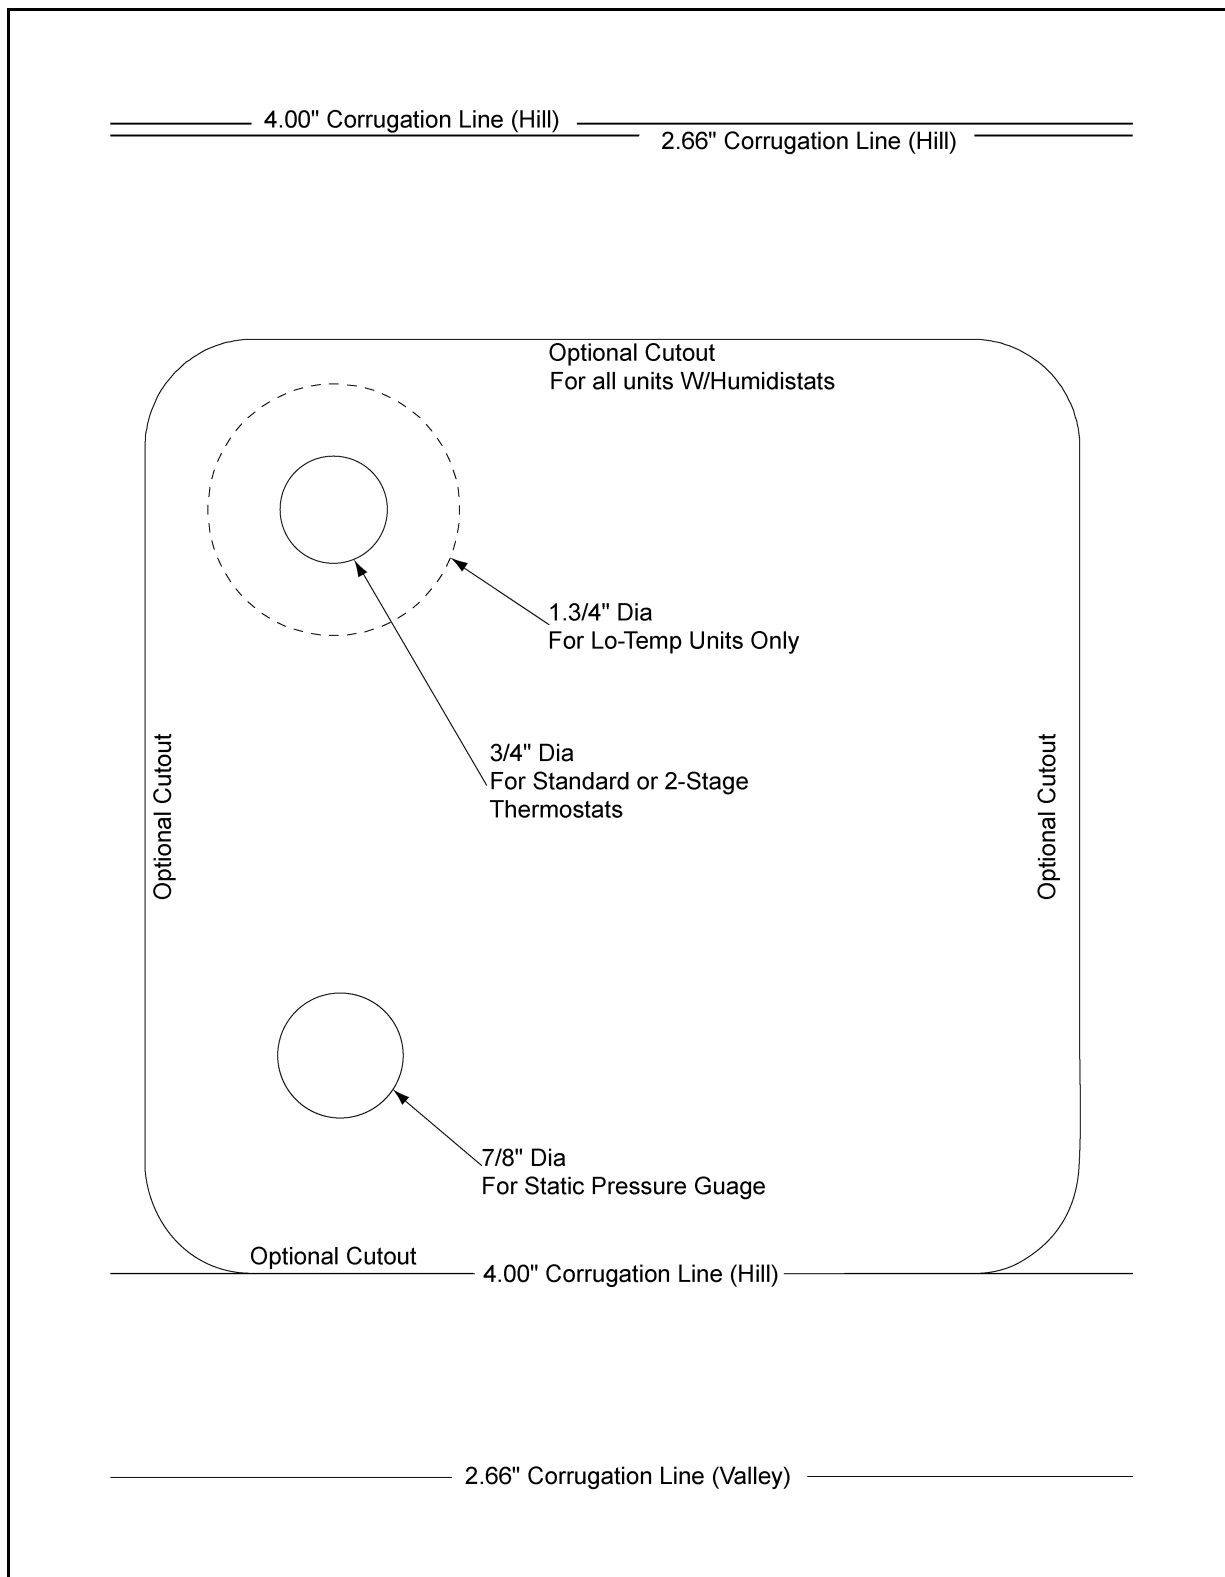 4.00" Corrugation Line (Hill)
2.66" Corrugation Line (Hill)
Optional Cutout
For all units W/Humidistats
1.3/4" Dia
For Lo-Temp Units Only
3/4" Dia
For Standard or 2-Stage
Thermostats
Optional Cutout
Optional Cutout
7/8" Dia
For Static Pressure Guage
Optional Cutout
4.00" Corrugation Line (Hill)
2.66" Corrugation Line (Valley)